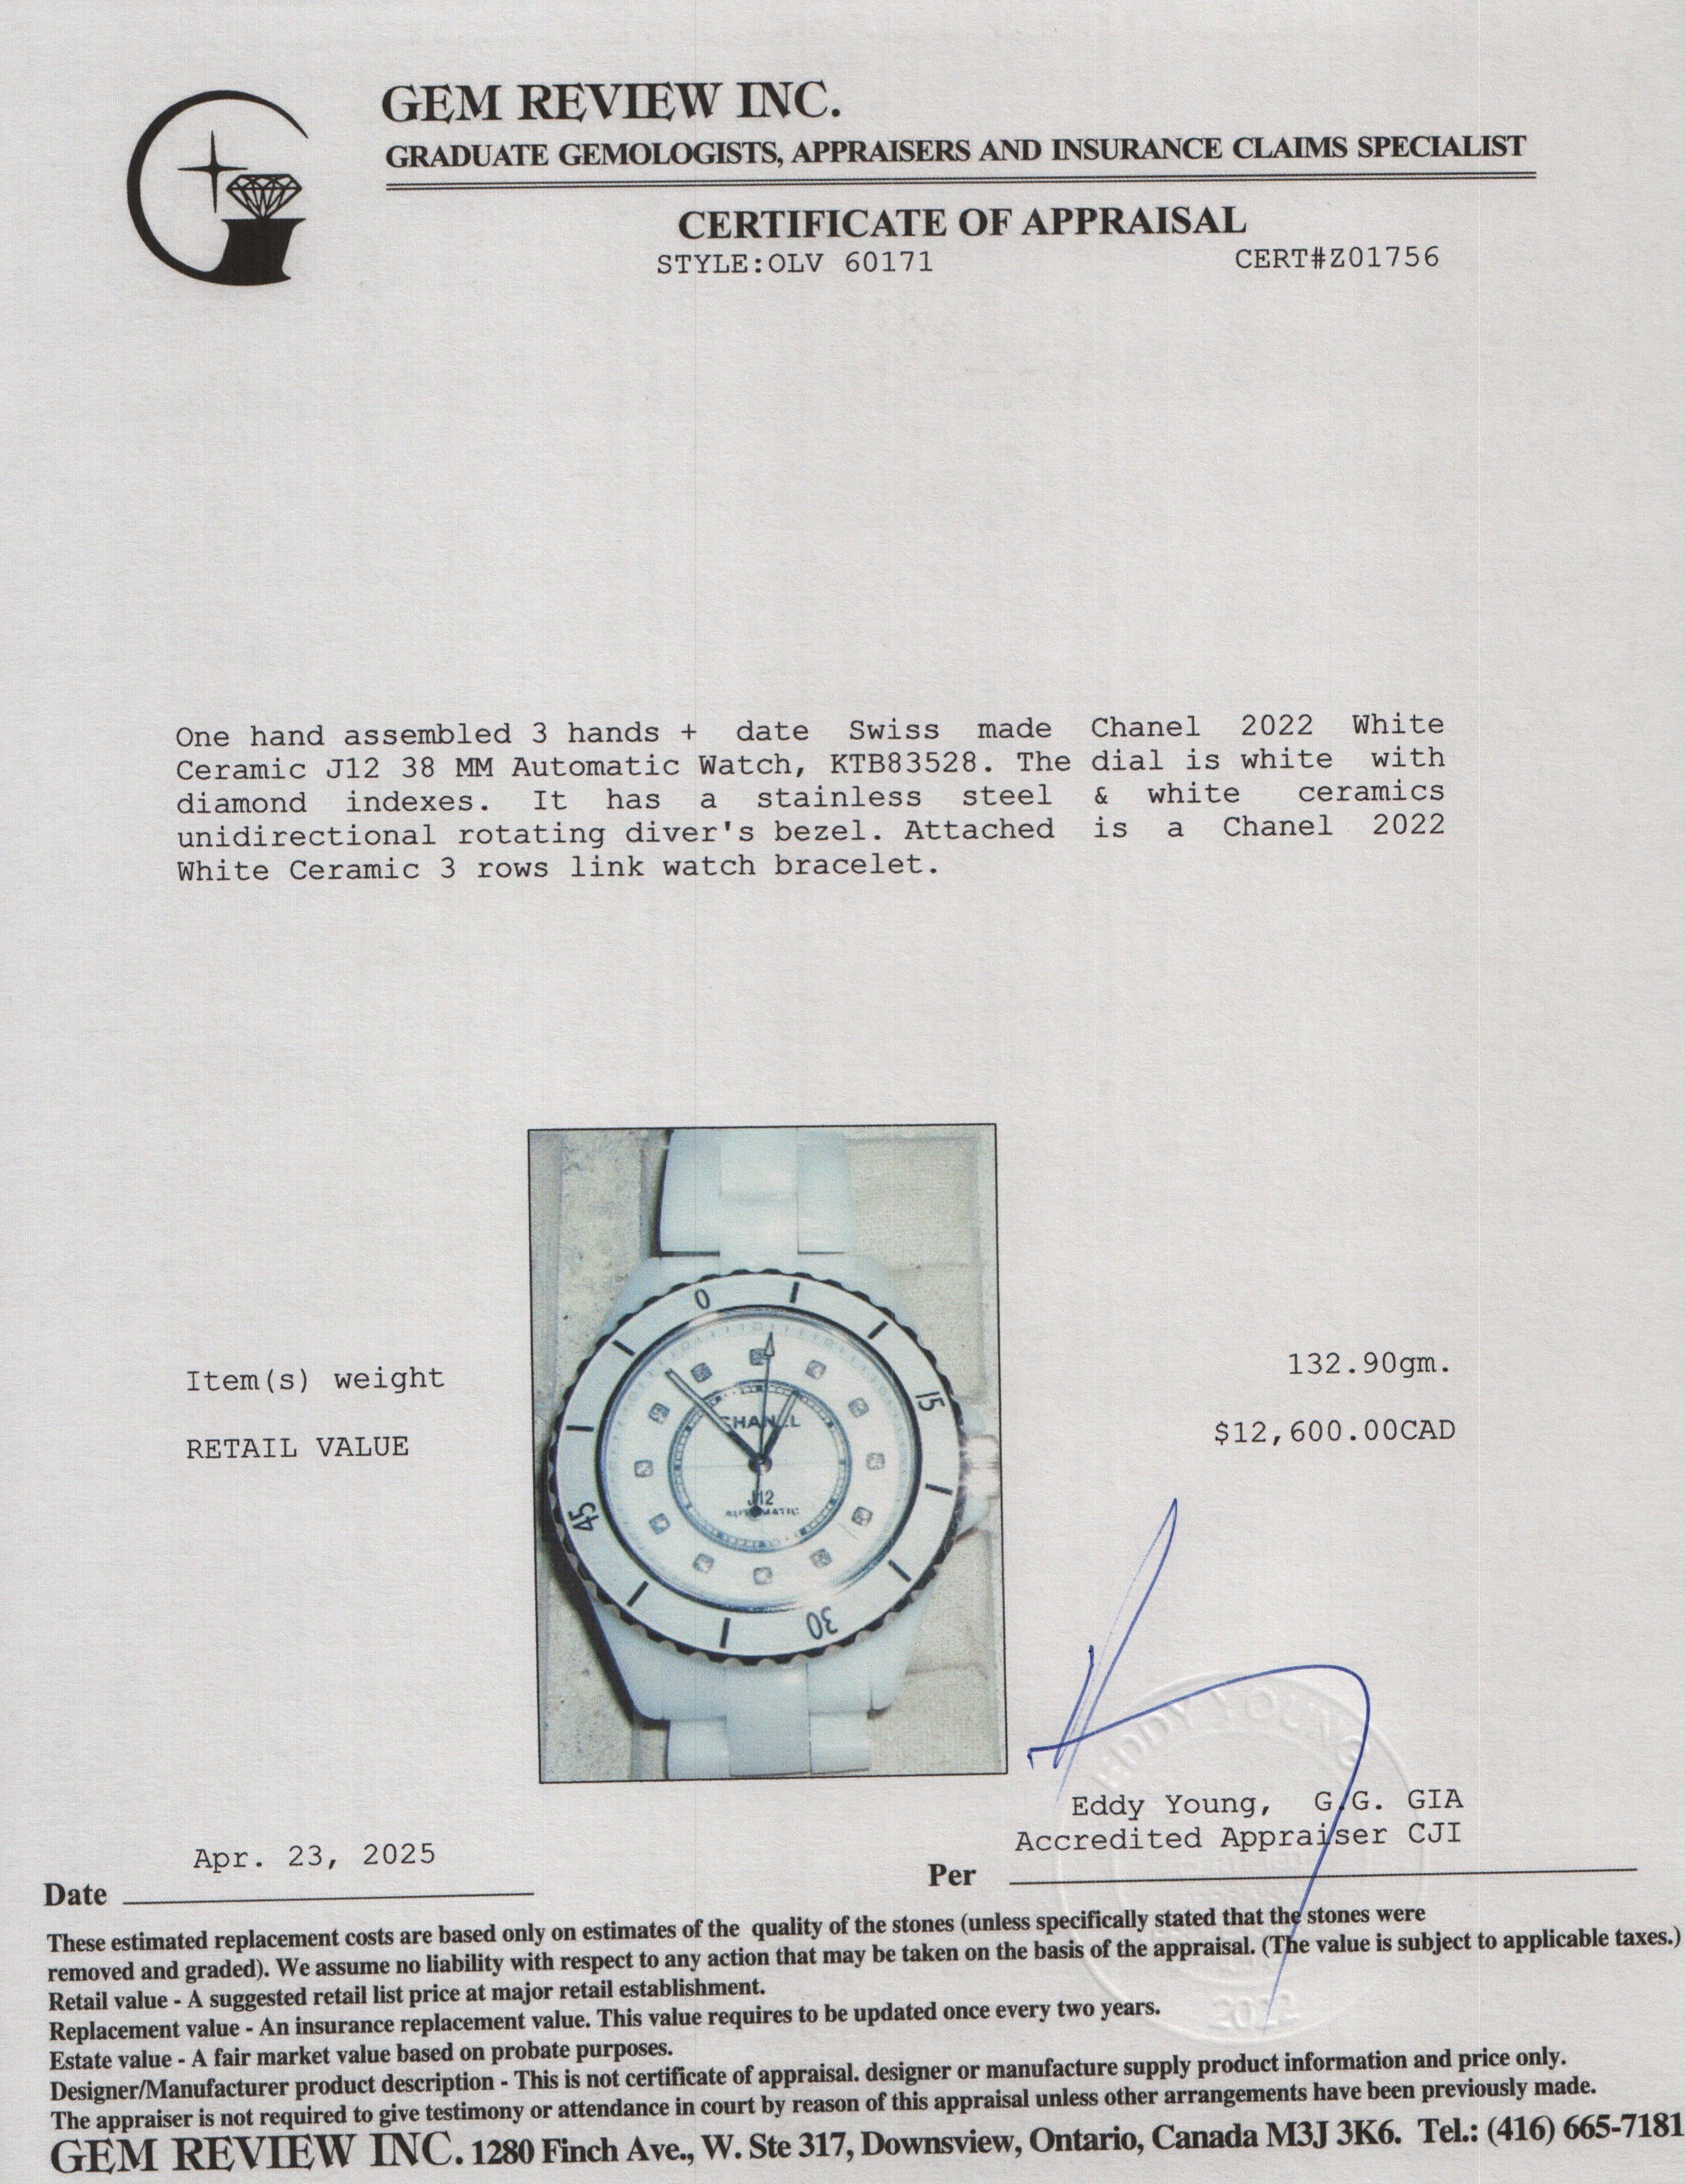 GEM REVIEW INC.
GRADUATE GEMOLOGISTS, APPRAISERS AND INSURANCE CLAIMS SPECIALIST
CERTIFICATE OF APPRAISAL
STYLE:OLV 60171 CERT#Z01756
One hand assembled 3 hands + date Swiss made Chanel 2022 White
Ceramic J12 38 MM Automatic Watch, KTB83528. The dial is white with
diamond indexes. It has a stainless steel & white ceramics
unidirectional rotating diver's bezel. Attached is a Chanel 2022
White Ceramic 3 rows link watch bracelet.
0
15
30
45
CHANEL
J12
AUTOMATIC
Item(s) weight 132.90gm.
RETAIL VALUE $12,600.00CAD
EDDY YOUNG
Eddy Young, G.G. GIA
Accredited Appraiser CJI
Date Apr. 23, 2025 Per
These estimated replacement costs are based only on estimates of the quality of the stones (unless specifically stated that the stones were
removed and graded). We assume no liability with respect to any action that may be taken on the basis of the appraisal. (The value is subject to applicable taxes.)
Retail value - A suggested retail list price at major retail establishment.
Replacement value - An insurance replacement value. This value requires to be updated once every two years.
Estate value - A fair market value based on probate purposes.
Designer/Manufacturer product description - This is not certificate of appraisal. designer or manufacture supply product information and price only.
The appraiser is not required to give testimony or attendance in court by reason of this appraisal unless other arrangements have been previously made.
GEM REVIEW INC. 1280 Finch Ave., W. Ste 317, Downsview, Ontario, Canada M3J 3K6. Tel.: (416) 665-7181